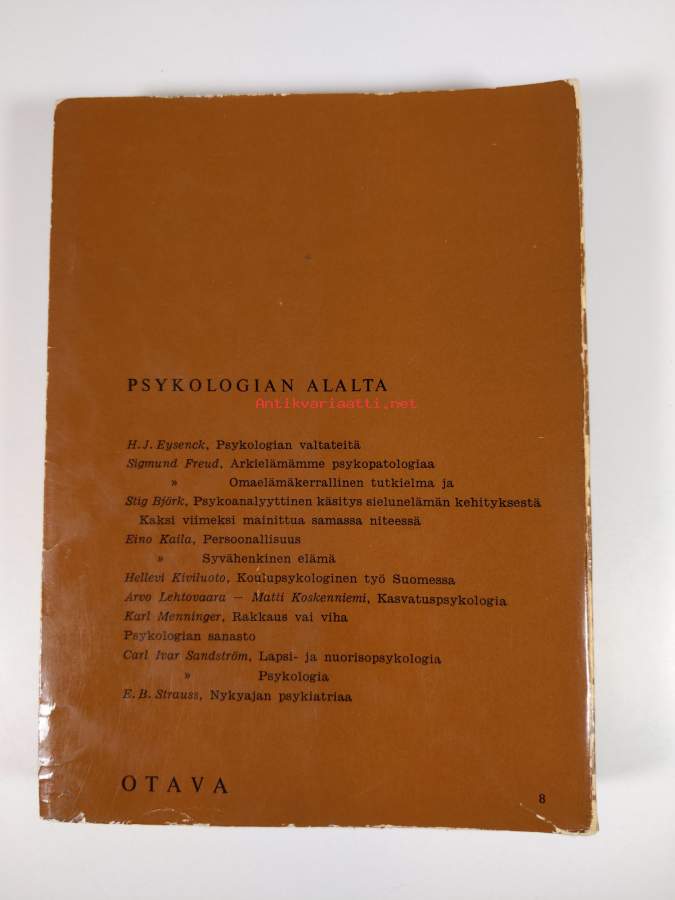 PSYKOLOGIAN ALALTA
Antikvariaatti.net
H. J. Eysenck, Psykologian valtateitä
Sigmund Freud, Arkielämämme psykopatologiaa
» Omaelämäkerrallinen tutkielma ja
Stig Björk, Psykoanalyyttinen käsitys sielunelämän kehityksestä
Kaksi viimeksi mainittua samassa niteessä
Eino Kaila, Persoonallisuus
» Syvähenkinen elämä
Hellevi Kiviluoto, Koulupsykologinen työ Suomessa
Arvo Lehtovaara — Matti Koskenniemi, Kasvatuspsykologia
Karl Menninger, Rakkaus vai viha
Psykologian sanasto
Carl Ivar Sandström, Lapsi- ja nuorisopsykologia
» Psykologia
E. B. Strauss, Nykyajan psykiatriaa
OTAVA
8